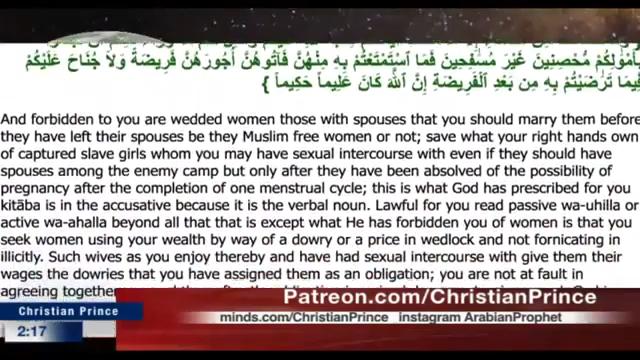 بِأَمْوَٰلِكُمْ مُّحْصِنِينَ غَيْرَ مُسَٰفِحِينَ فَمَا ٱسْتَمْتَعْتُمْ بِهِ مِنْهُنَّ فَآتُوهُنَّ أُجُورَهُنَّ فَرِيضَةً وَلاَ جُنَاحَ عَلَيْكُمْ
فِيمَا تَرَٰضَيْتُمْ بِهِ مِن بَعْدِ ٱلْفَرِيضَةِ إِنَّ ٱللَّهَ كَانَ عَلِيماً حَكِيماً }
And forbidden to you are wedded women those with spouses that you should marry them before
they have left their spouses be they Muslim free women or not; save what your right hands own
of captured slave girls whom you may have sexual intercourse with even if they should have
spouses among the enemy camp but only after they have been absolved of the possibility of
pregnancy after the completion of one menstrual cycle; this is what God has prescribed for you
kitāba is in the accusative because it is the verbal noun. Lawful for you read passive wa-uhilla or
active wa-ahalla beyond all that that is except what He has forbidden you of women is that you
seek women using your wealth by way of a dowry or a price in wedlock and not fornicating in
illicitly. Such wives as you enjoy thereby and have had sexual intercourse with give them their
wages the dowries that you have assigned them as an obligation; you are not at fault in
agreeing together
Patreon.com/ChristianPrince
Christian Prince
minds.com/ChristianPrince instagram ArabianProphet
2:17